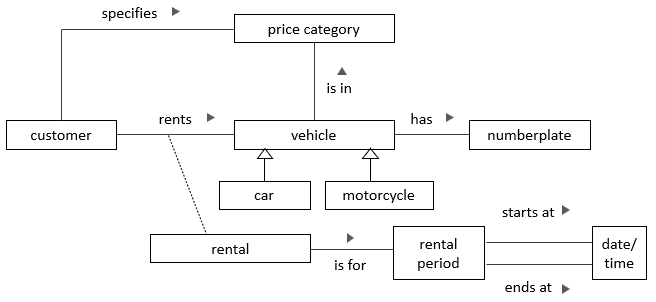 specifies
price category
is in
rents
has
customer
vehicle
numberplate
car
motorcycle
starts at
rental
is for
rental
period
date/
time
ends at